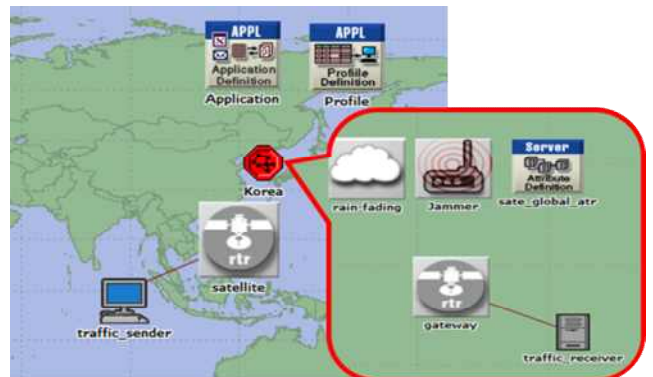 APPL
Application
Definition
Application
APPL
Profile
Definition
Profile
Korea
rtr
satellite
traffic_sender
rain-fading
Jammer
Server
Attribute
Definition
sate_global_atr
rtr
gateway
traffic_receiver